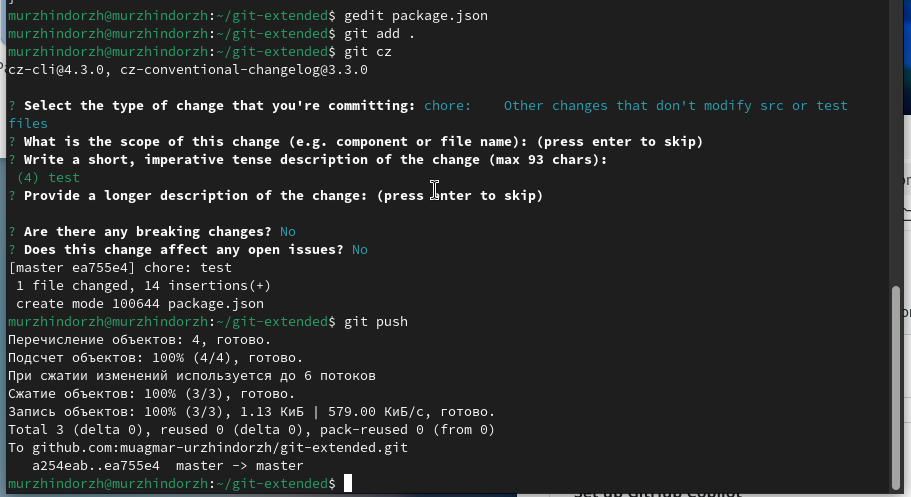 murzhindorzh@murzhindorzh:~/git-extended$ gedit package.json
murzhindorzh@murzhindorzh:~/git-extended$ git add .
murzhindorzh@murzhindorzh:~/git-extended$ git cz
cz-cli@4.3.0, cz-conventional-changelog@3.3.0
? Select the type of change that you're committing: chore:    Other changes that don't modify src or test
files
? What is the scope of this change (e.g. component or file name): (press enter to skip)
? Write a short, imperative tense description of the change (max 93 chars):
(4) test
? Provide a longer description of the change: (press enter to skip)
? Are there any breaking changes? No
? Does this change affect any open issues? No
[master ea755e4] chore: test
1 file changed, 14 insertions(+)
create mode 100644 package.json
murzhindorzh@murzhindorzh:~/git-extended$ git push
Перечисление объектов: 4, готово.
Подсчет объектов: 100% (4/4), готово.
При сжатии изменений используется до 6 потоков
Сжатие объектов: 100% (3/3), готово.
Запись объектов: 100% (3/3), 1.13 КиБ | 579.00 КиБ/с, готово.
Total 3 (delta 0), reused 0 (delta 0), pack-reused 0 (from 0)
To github.com:muagmar-urzhindorzh/git-extended.git
a254eab..ea755e4  master -> master
murzhindorzh@murzhindorzh:~/git-extended$